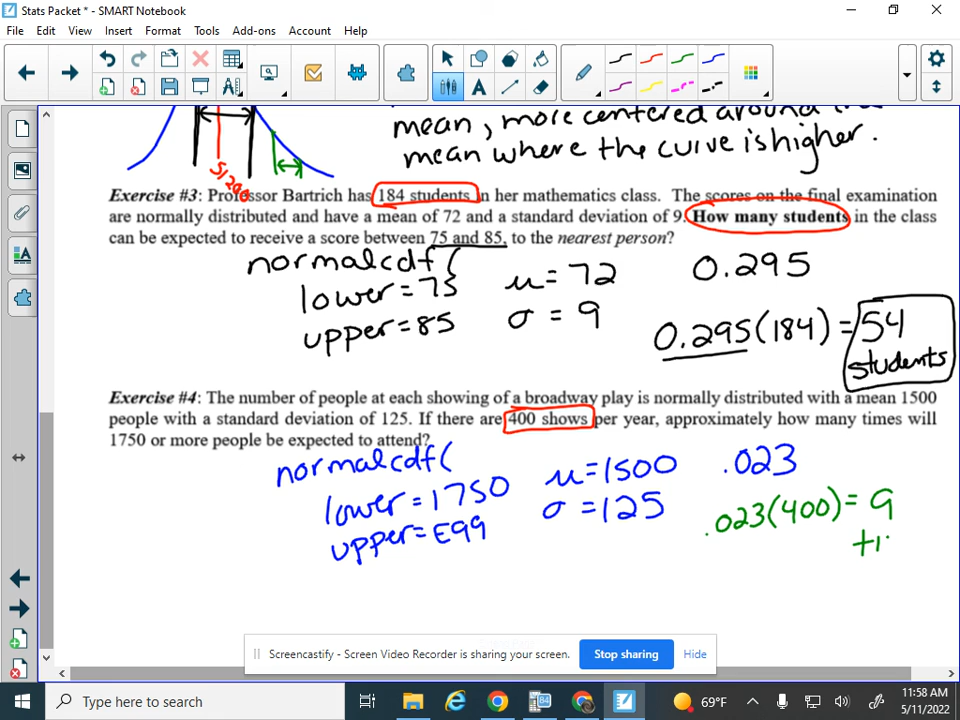 Stats Packet * - SMART Notebook
File Edit View Insert Format Tools Add-ons Account Help
mean, more centered around
mean where the curve is higher.
Exercise #3: Professor Bartrich has 184 students in her mathematics class. The scores on the final examination
are normally distributed and have a mean of 72 and a standard deviation of 9. How many students in the class
can be expected to receive a score between 75 and 85, to the nearest person?
normalcdf(
lower=75
upper=85
μ=72
σ=9
0.295
0.295(184)=54
students
Exercise #4: The number of people at each showing of a broadway play is normally distributed with a mean 1500
people with a standard deviation of 125. If there are 400 shows per year, approximately how many times will
1750 or more people be expected to attend?
normalcdf(
lower=1750
upper=E99
μ=1500
σ=125
.023
.023(400)=9
Screencastify - Screen Video Recorder is sharing your screen. Stop sharing Hide
Type here to search
69°F
11:58 AM
5/11/2022